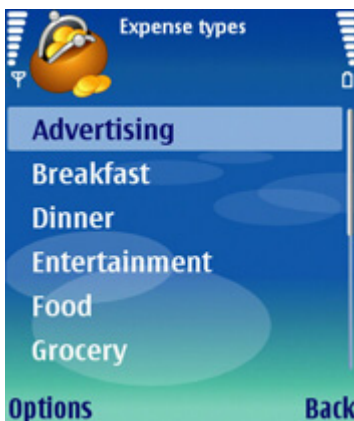 Expense types
Advertising
Breakfast
Dinner
Entertainment
Food
Grocery
Options Back